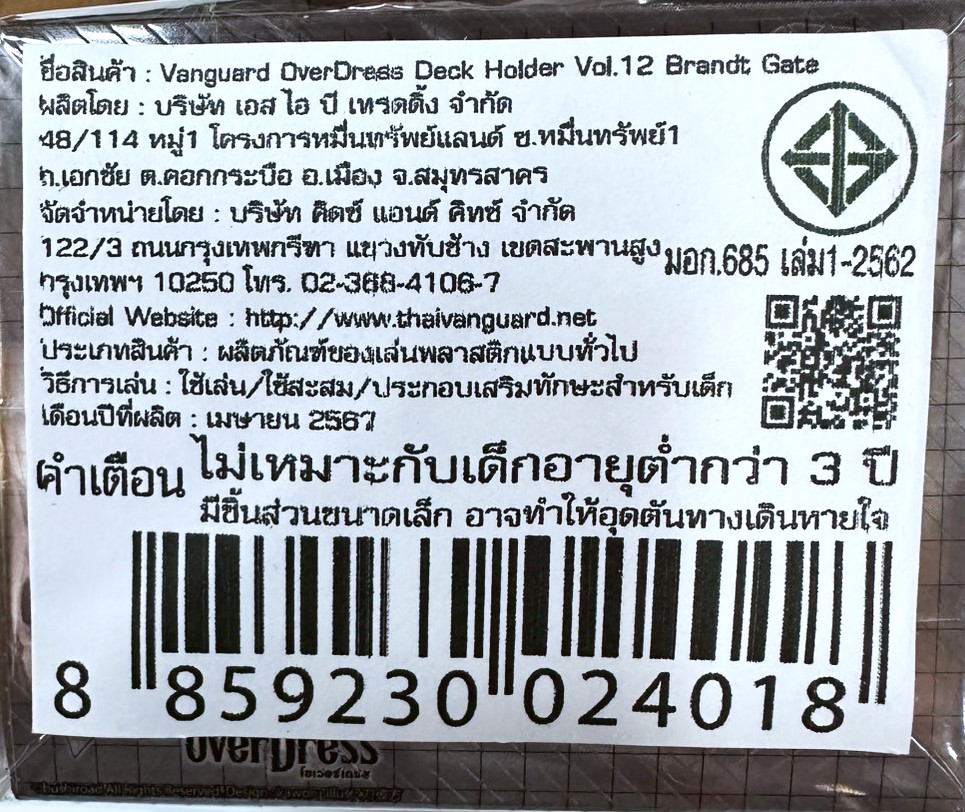 ชื่อสินค้า : Vanguard OverDress Deck Holder Vol.12 Brandt Gate
ผลิตโดย : บริษัท เอส ไอ ปี เทรดดิ้ง จำกัด
48/114 หมู่1 โครงการหมื่นทรัพย์แลนด์ ซ.หมื่นทรัพย์1
ถ.เอกชัย ต.คอกกระบือ อ.เมือง จ.สมุทรสาคร
จัดจำหน่ายโดย : บริษัท คิดซ์ แอนด์ คิทซ์ จำกัด
122/3 ถนนกรุงเทพกรีฑา แขวงทับช้าง เขตสะพานสูง
กรุงเทพฯ 10250 โทร. 02-368-4106-7
มอก.685 เล่ม1-2562
Official Website : http://www.thaivanguard.net
ประเภทสินค้า : ผลิตภัณฑ์ของเล่นพลาสติกแบบทั่วไป
วิธีการเล่น : ใช้เล่น/ใช้สะสม/ประกอบเสริมทักษะสำหรับเด็ก
เดือนปีที่ผลิต : เมษายน 2567
คำเตือน ไม่เหมาะกับเด็กอายุต่ำกว่า 3 ปี
มีชิ้นส่วนขนาดเล็ก อาจทำให้อุดตันทางเดินหายใจ
8 859230 024018
overDress
โอเวอร์เดรส
bushiroad All Rights Reserved. Design